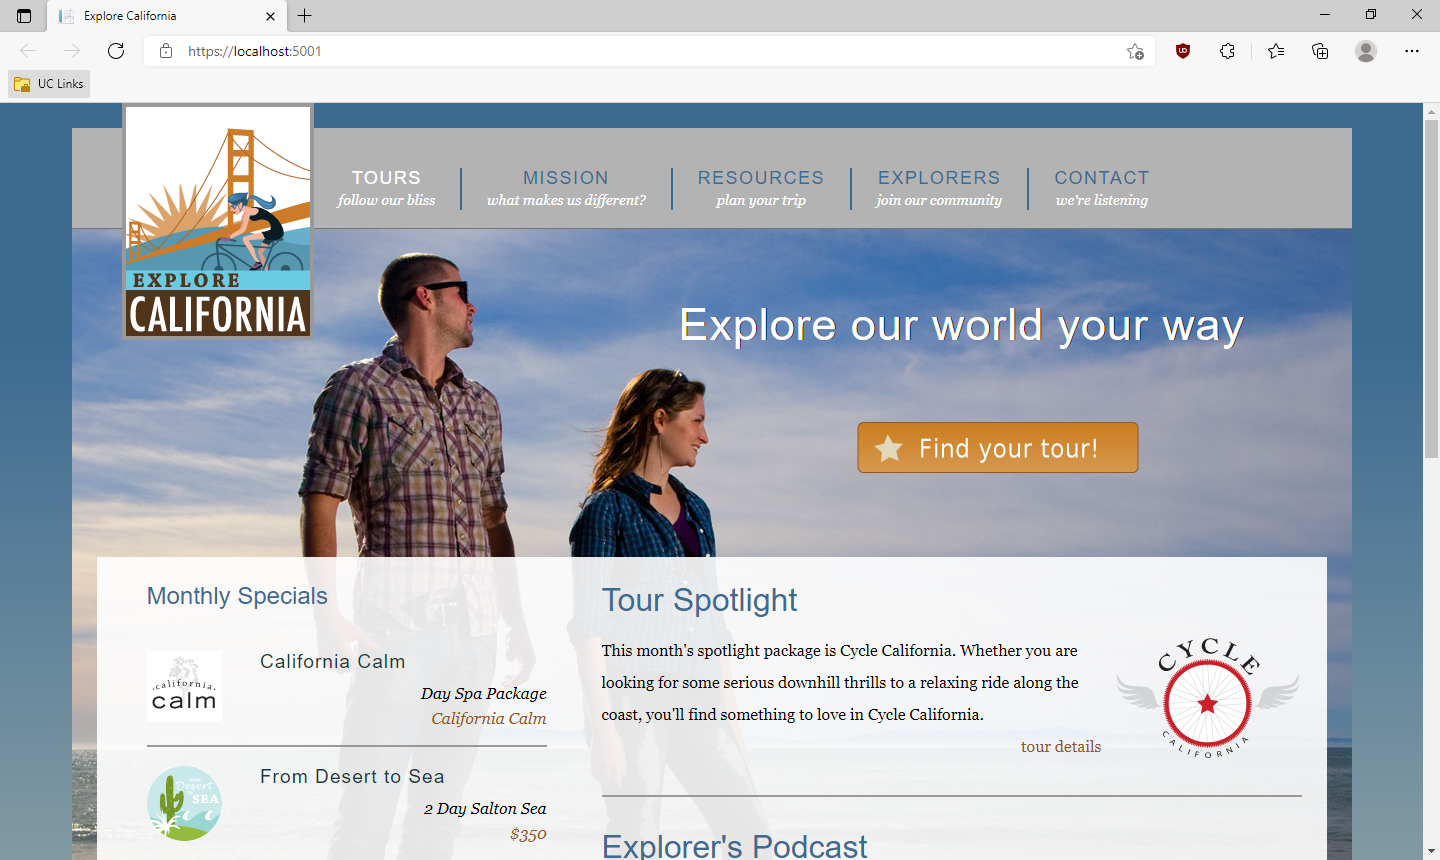 Explore California
https://localhost:5001
UC Links
EXPLORE
CALIFORNIA
TOURS
follow our bliss
MISSION
what makes us different?
RESOURCES
plan your trip
EXPLORERS
join our community
CONTACT
we're listening
Explore our world your way
Find your tour!
Monthly Specials
.california.
calm
California Calm
Day Spa Package
California Calm
Desert
SEA
From Desert to Sea
2 Day Salton Sea
$350
Tour Spotlight
This month's spotlight package is Cycle California. Whether you are
looking for some serious downhill thrills to a relaxing ride along the
coast, you'll find something to love in Cycle California.
tour details
CYCLE
CALIFORNIA
Explorer's Podcast